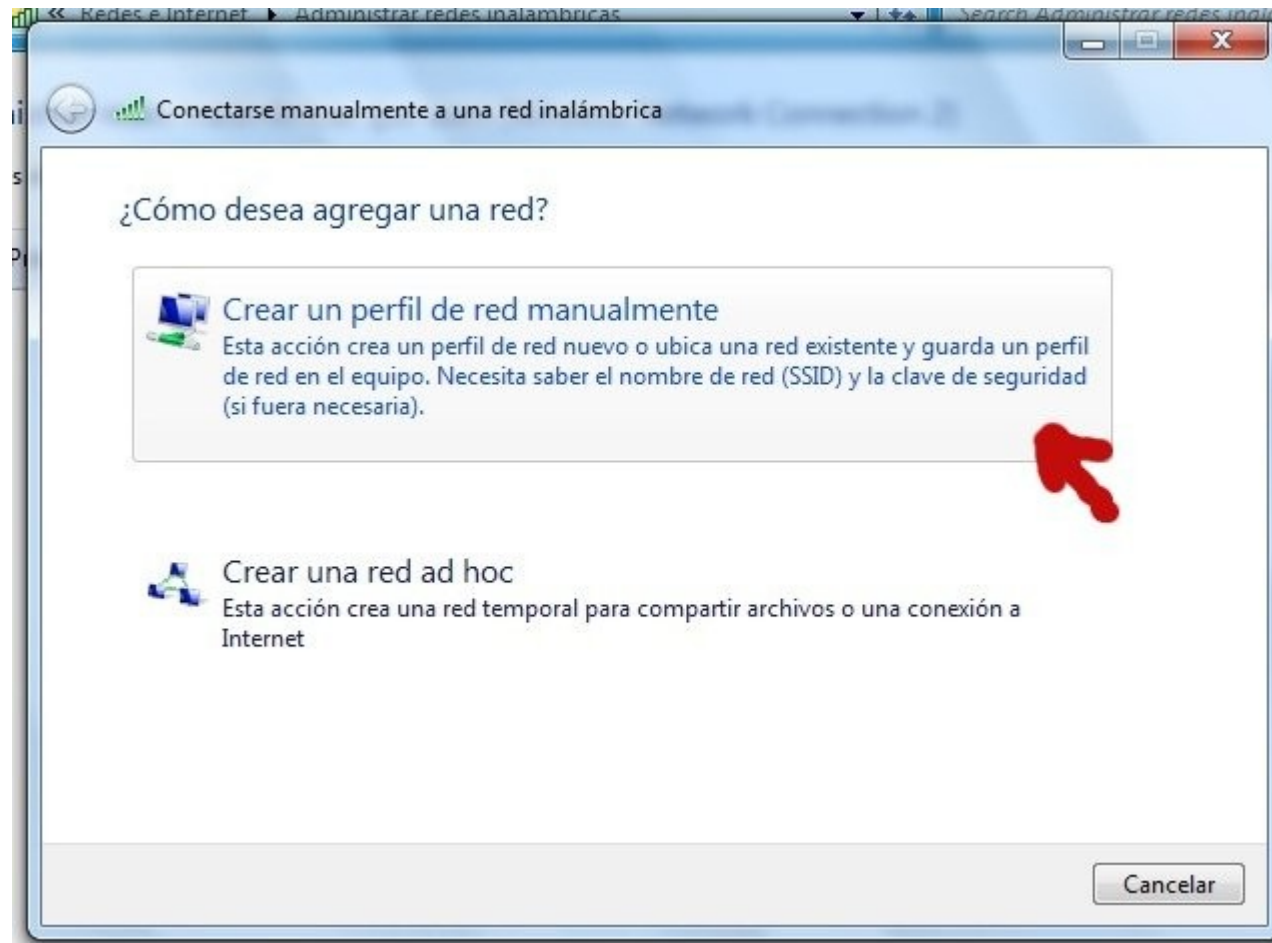 « Redes e Internet ▸ Administrar redes inalámbricas
Search Administrar redes
Conectarse manualmente a una red inalámbrica
¿Cómo desea agregar una red?
Crear un perfil de red manualmente
Esta acción crea un perfil de red nuevo o ubica una red existente y guarda un perfil
de red en el equipo. Necesita saber el nombre de red (SSID) y la clave de seguridad
(si fuera necesaria).
Crear una red ad hoc
Esta acción crea una red temporal para compartir archivos o una conexión a
Internet
Cancelar